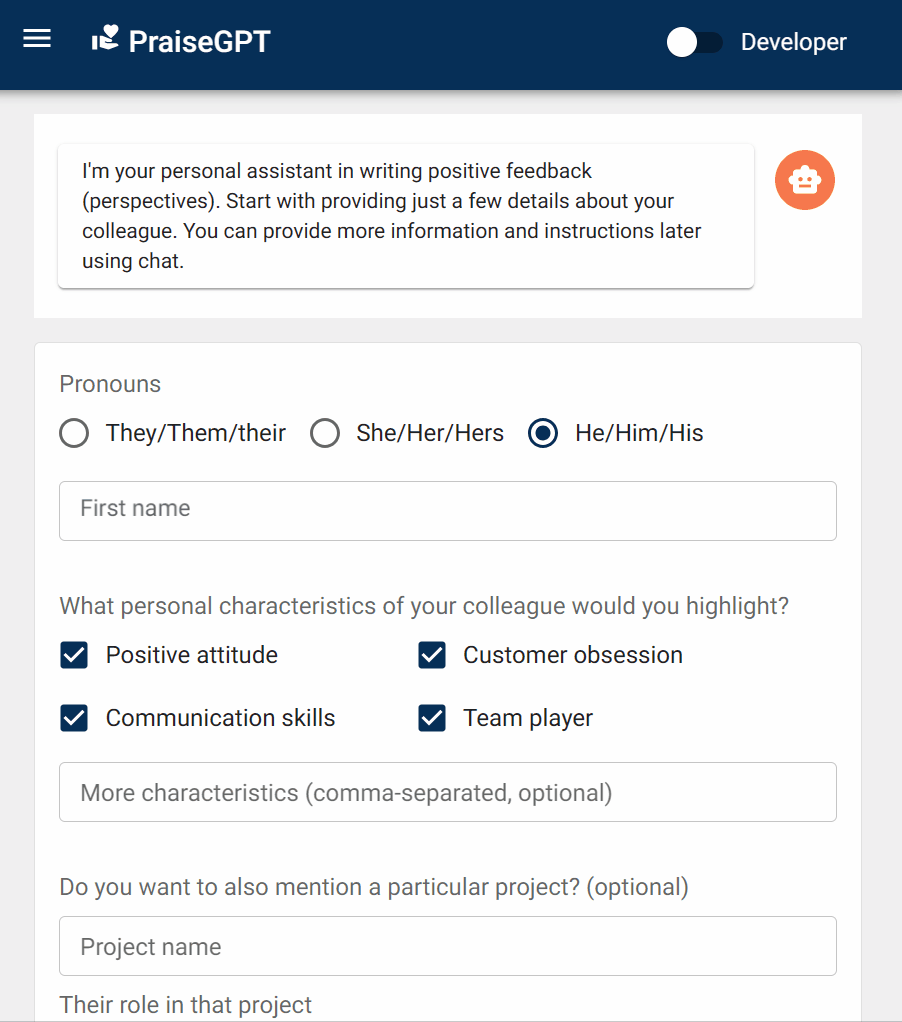 PraiseGPT
Developer
I'm your personal assistant in writing positive feedback
(perspectives). Start with providing just a few details about your
colleague. You can provide more information and instructions later
using chat.
Pronouns
They/Them/their She/Her/Hers He/Him/His
First name
What personal characteristics of your colleague would you highlight?
Positive attitude Customer obsession
Communication skills Team player
More characteristics (comma-separated, optional)
Do you want to also mention a particular project? (optional)
Project name
Their role in that project